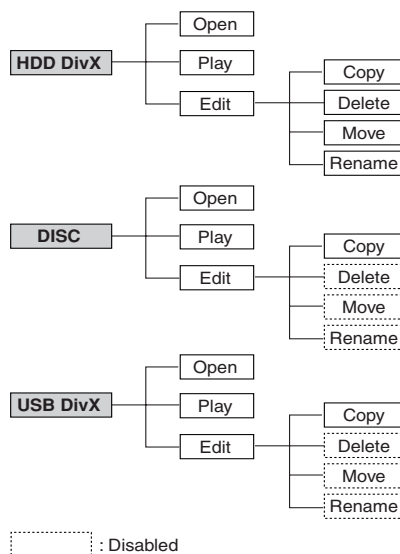 Open
HDD DivX
Play
Edit
Copy
Delete
Move
Rename
Open
DISC
Play
Edit
Copy
Delete
Move
Rename
Open
USB DivX
Play
Edit
Copy
Delete
Move
Rename
: Disabled